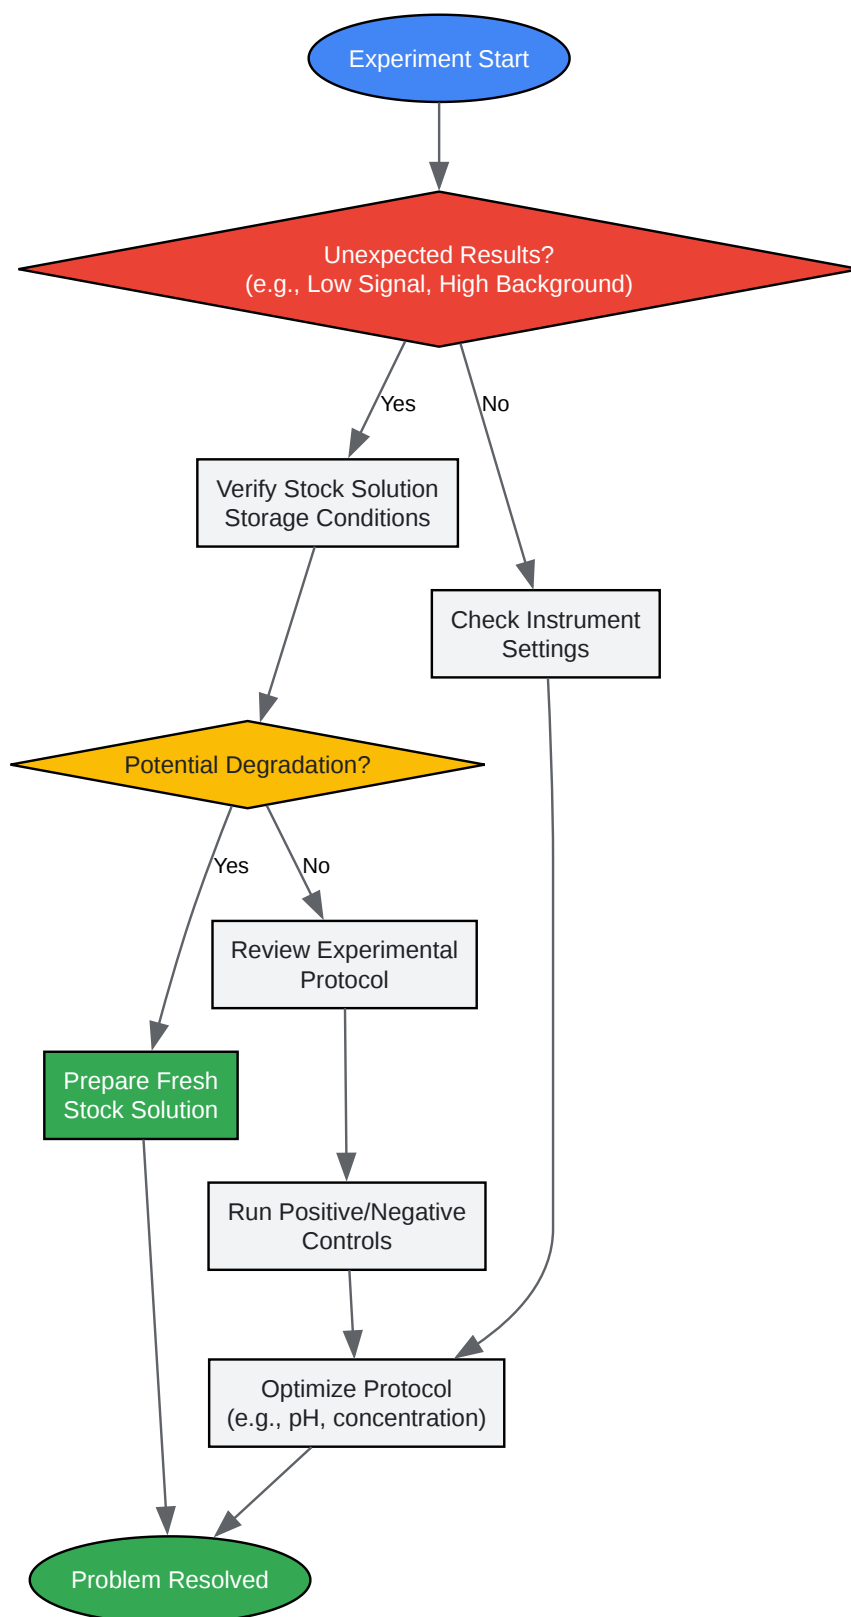 Experiment Start
Unexpected Results?
(e.g., Low Signal, High Background)
Yes
No
Verify Stock Solution
Storage Conditions
Check Instrument
Settings
Potential Degradation?
Yes
No
Review Experimental
Protocol
Prepare Fresh
Stock Solution
Run Positive/Negative
Controls
Optimize Protocol
(e.g., pH, concentration)
Problem Resolved